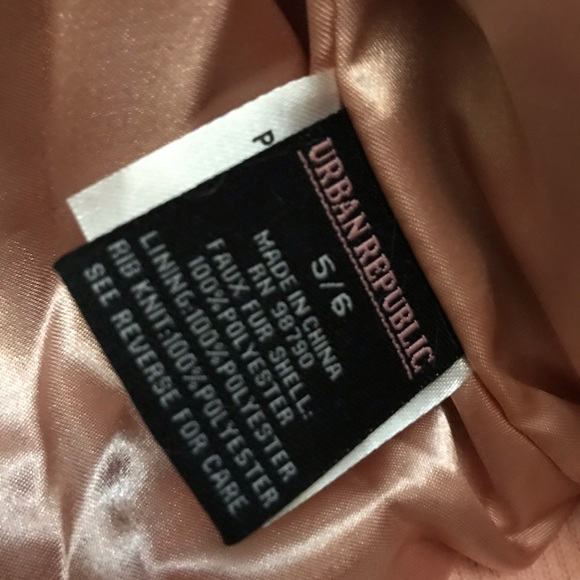 URBAN REPUBLIC
5/6
MADE IN CHINA
RN 98790
FAUX FUR SHELL:
100% POLYESTER
LINING:100%POLYESTER
RIB KNIT:100%POLYESTER
SEE REVERSE FOR CARE
P